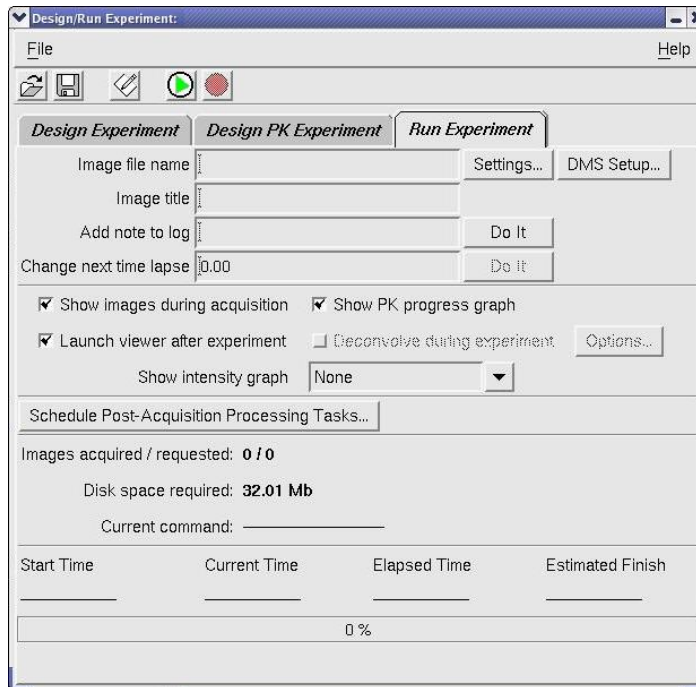 Design/Run Experiment:
File Help
Design Experiment Design PK Experiment Run Experiment
Image file name Settings... DMS Setup...
Image title
Add note to log Do It
Change next time lapse 0.00 Do It
Show images during acquisition Show PK progress graph
Launch viewer after experiment Deconvolve during experiment Options...
Show intensity graph None
Schedule Post-Acquisition Processing Tasks...
Images acquired / requested: 0 / 0
Disk space required: 32.01 Mb
Current command:
Start Time Current Time Elapsed Time Estimated Finish
0 %